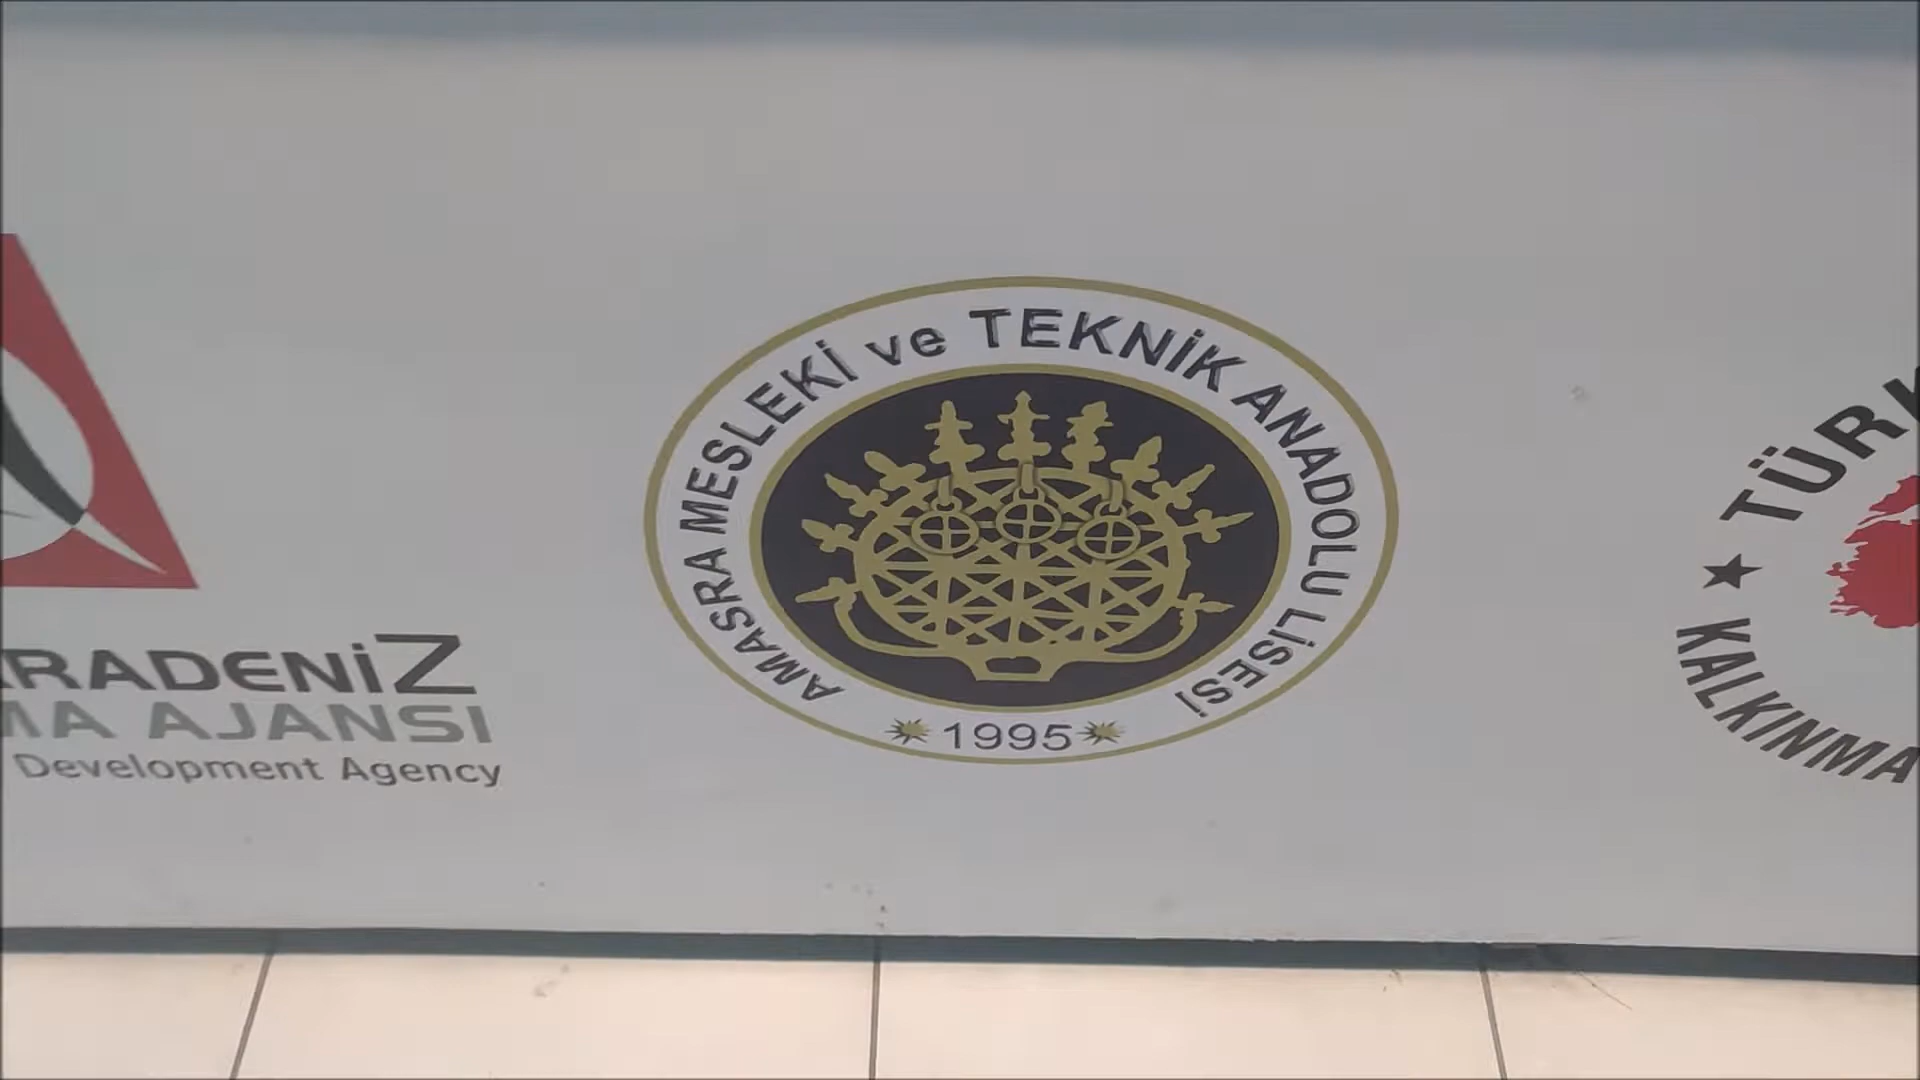 RADENİZ
MA AJANSI
Development Agency
AMASRA MESLEKİ ve TEKNİK ANADOLU LİSESİ
1995
TÜRK
KALKINMA